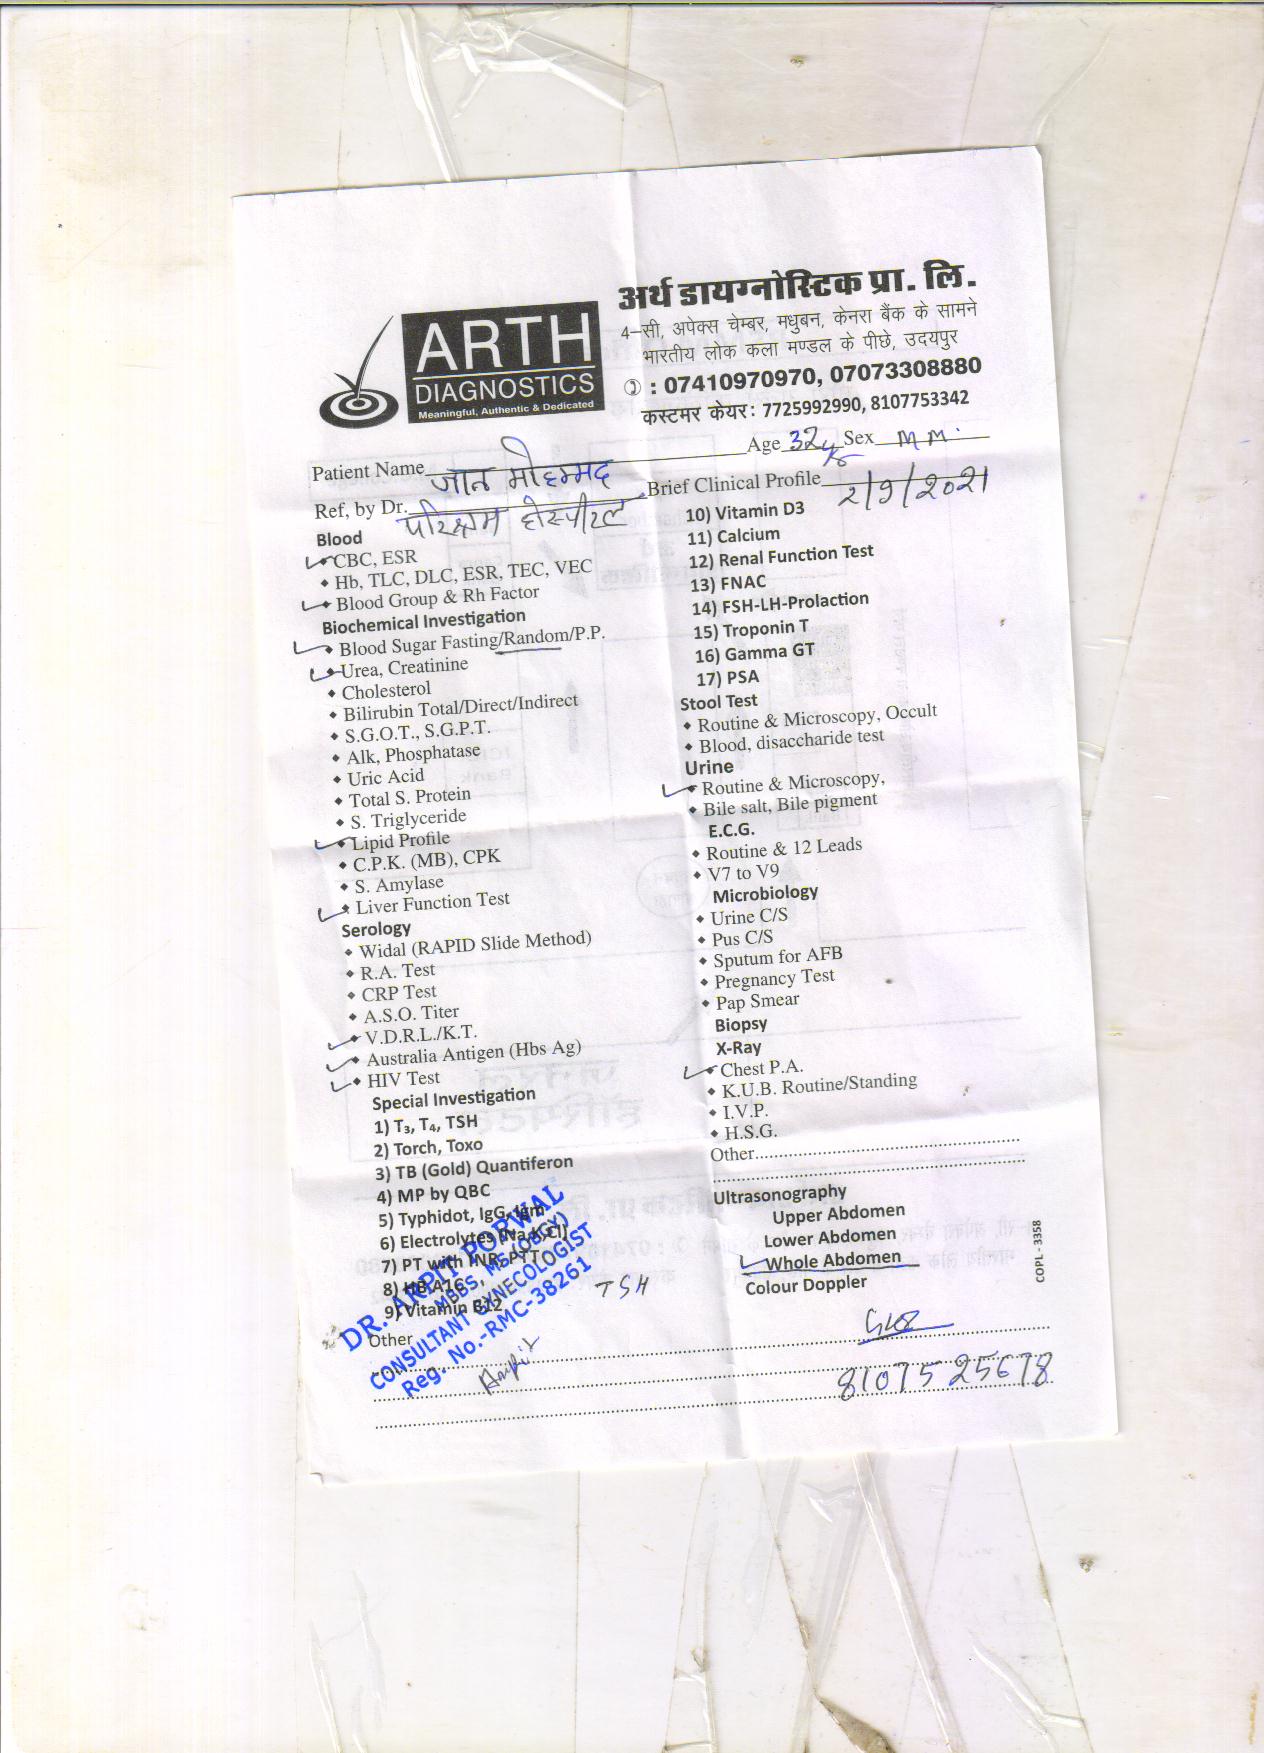 ARTH
DIAGNOSTICS
Meaningful, Authentic & Dedicated
अर्थ डायग्नोस्टिक प्रा. लि.
4–सी, अपेक्स चेम्बर, मधुबन, केनरा बैंक के सामने
भारतीय लोक कला मण्डल के पीछे, उदयपुर
: 07410970970, 07073308880
कस्टमर केयर: 7725992990, 8107753342
Patient Name जान मोहम्मद Age 32 Sex M
Ref, by Dr. परिश्रम होस्पीटल Brief Clinical Profile 2/9/2021
Blood
CBC, ESR
Hb, TLC, DLC, ESR, TEC, VEC
Blood Group & Rh Factor
Biochemical Investigation
Blood Sugar Fasting/Random/P.P.
Urea, Creatinine
Cholesterol
Bilirubin Total/Direct/Indirect
S.G.O.T., S.G.P.T.
Alk, Phosphatase
Uric Acid
Total S. Protein
S. Triglyceride
Lipid Profile
C.P.K. (MB), CPK
S. Amylase
Liver Function Test
Serology
Widal (RAPID Slide Method)
R.A. Test
CRP Test
A.S.O. Titer
V.D.R.L./K.T.
Australia Antigen (Hbs Ag)
HIV Test
Special Investigation
1) T₃, T₄, TSH
2) Torch, Toxo
3) TB (Gold) Quantiferon
4) MP by QBC
5) Typhidot, IgG, Igm
6) Electrolytes (Na,K,Cl)
7) PT with INR, PTT
8) HB A1C
9) Vitamin B12
Other
10) Vitamin D3
11) Calcium
12) Renal Function Test
13) FNAC
14) FSH-LH-Prolaction
15) Troponin T
16) Gamma GT
17) PSA
Stool Test
Routine & Microscopy, Occult
Blood, disaccharide test
Urine
Routine & Microscopy,
Bile salt, Bile pigment
E.C.G.
Routine & 12 Leads
V7 to V9
Microbiology
Urine C/S
Pus C/S
Sputum for AFB
Pregnancy Test
Pap Smear
Biopsy
X-Ray
Chest P.A.
K.U.B. Routine/Standing
I.V.P.
H.S.G.
Other
Ultrasonography
Upper Abdomen
Lower Abdomen
Whole Abdomen
Colour Doppler
COPL - 3358
TSH
DR. ARPIT PORWAL
MBBS, MS (OBGY)
CONSULTANT GYNECOLOGIST
Reg. No.-RMC-38261
Arpit
8107525678